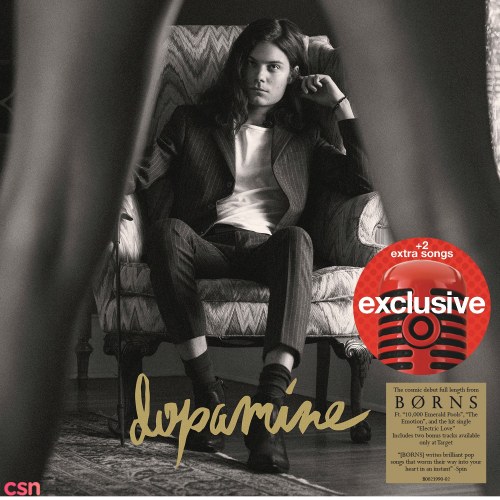 +2
extra songs
exclusive
dopamine
The cosmic debut full length from
BØRNS
Ft. "10,000 Emerald Pools", "The
Emotion", and the hit single
"Electric Love"
Includes two bonus tracks available
only at Target
"[BØRNS] writes brilliant pop
songs that worm their way into your
heart in an instant!" -Spin
csn